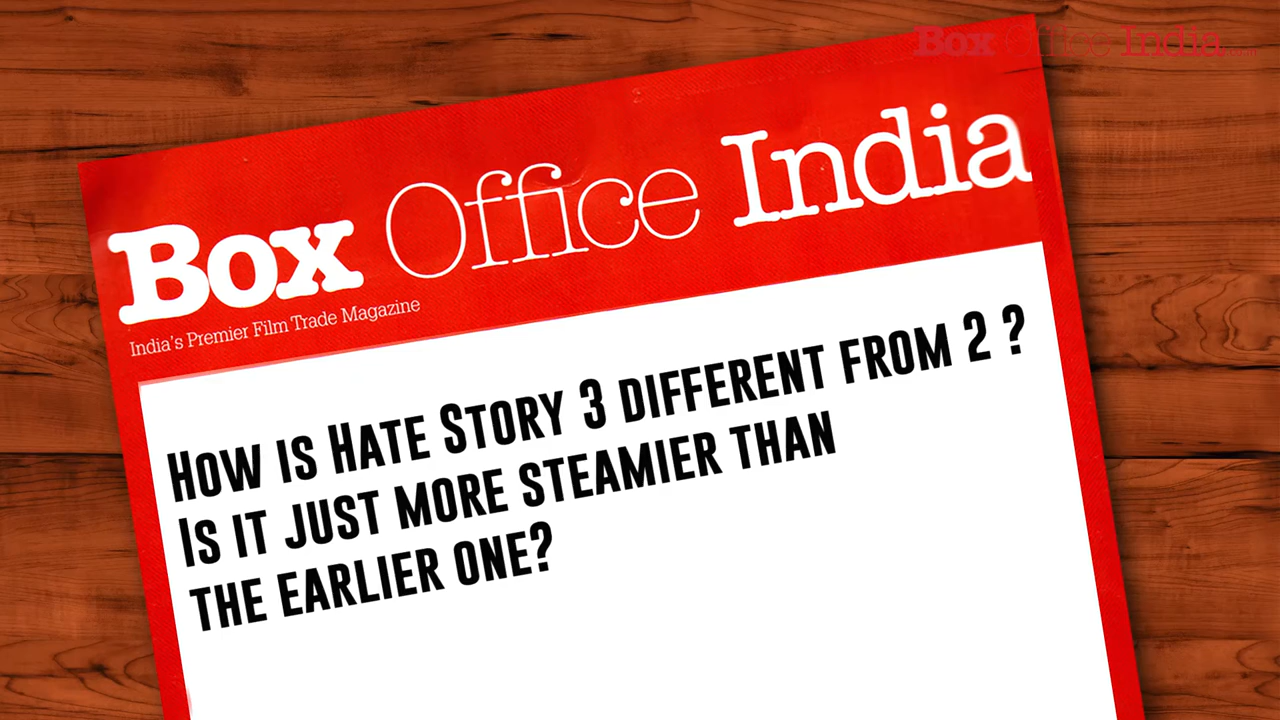 Box Office India.com
Box Office India
India's Premier Film Trade Magazine
How is Hate Story 3 different from 2 ?
Is it just more steamier than
the earlier one?